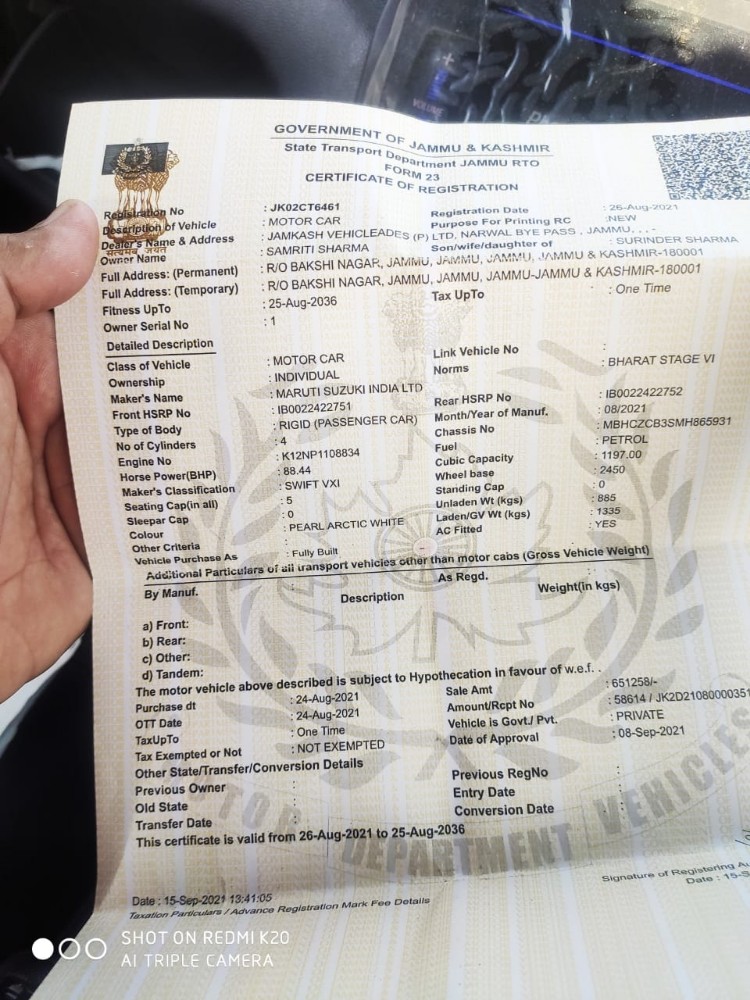 GOVERNMENT OF JAMMU & KASHMIR
State Transport Department JAMMU RTO
FORM 23
CERTIFICATE OF REGISTRATION
सत्यमेव जयते
Registration No : JK02CT6461 Registration Date : 26-Aug-2021
Description of Vehicle : MOTOR CAR Purpose For Printing RC :NEW
Dealer's Name & Address : JAMKASH VEHICLEADES (P) LTD, NARWAL BYE PASS , JAMMU, , , -
Owner Name : SAMRITI SHARMA Son/wife/daughter of : SURINDER SHARMA
Full Address: (Permanent) : R/O BAKSHI NAGAR, JAMMU, JAMMU, JAMMU, JAMMU & KASHMIR-180001
Full Address: (Temporary) : R/O BAKSHI NAGAR, JAMMU, JAMMU, JAMMU-JAMMU & KASHMIR-180001
Fitness UpTo : 25-Aug-2036 Tax UpTo : One Time
Owner Serial No : 1
Detailed Description
Class of Vehicle : MOTOR CAR Link Vehicle No :
Ownership : INDIVIDUAL Norms : BHARAT STAGE VI
Maker's Name : MARUTI SUZUKI INDIA LTD
Front HSRP No : IB0022422751 Rear HSRP No : IB0022422752
Type of Body : RIGID (PASSENGER CAR) Month/Year of Manuf. : 08/2021
No of Cylinders : 4 Chassis No : MBHCZCB3SMH865931
Engine No : K12NP1108834 Fuel : PETROL
Horse Power(BHP) : 88.44 Cubic Capacity : 1197.00
Maker's Classification : SWIFT VXI Wheel base : 2450
Seating Cap(in all) : 5 Standing Cap : 0
Sleepar Cap : 0 Unladen Wt (kgs) : 885
Colour : PEARL ARCTIC WHITE Laden/GV Wt (kgs) : 1335
Other Criteria : AC Fitted : YES
Vehicle Purchase As : Fully Built
Additional Particulars of all transport vehicles other than motor cabs (Gross Vehicle Weight)
By Manuf. : As Regd. :
Description Weight(in kgs)
a) Front:
b) Rear:
c) Other:
d) Tandem:
The motor vehicle above described is subject to Hypothecation in favour of w.e.f. .
Purchase dt : 24-Aug-2021 Sale Amt : 651258/-
OTT Date : 24-Aug-2021 Amount/Rcpt No : 58614 / JK2D21080000351
TaxUpTo : One Time Vehicle is Govt./ Pvt. : PRIVATE
Tax Exempted or Not : NOT EXEMPTED Date of Approval : 08-Sep-2021
Other State/Transfer/Conversion Details
Previous Owner : Previous RegNo :
Old State : Entry Date :
Transfer Date : Conversion Date :
This certificate is valid from 26-Aug-2021 to 25-Aug-2036
DEPARTMENT VEHICLES
Signature of Registering Au
Date : 15-S
Date : 15-Sep-2021 13:41:05
Taxation Particulars / Advance Registration Mark Fee Details
SHOT ON REDMI K20
AI TRIPLE CAMERA